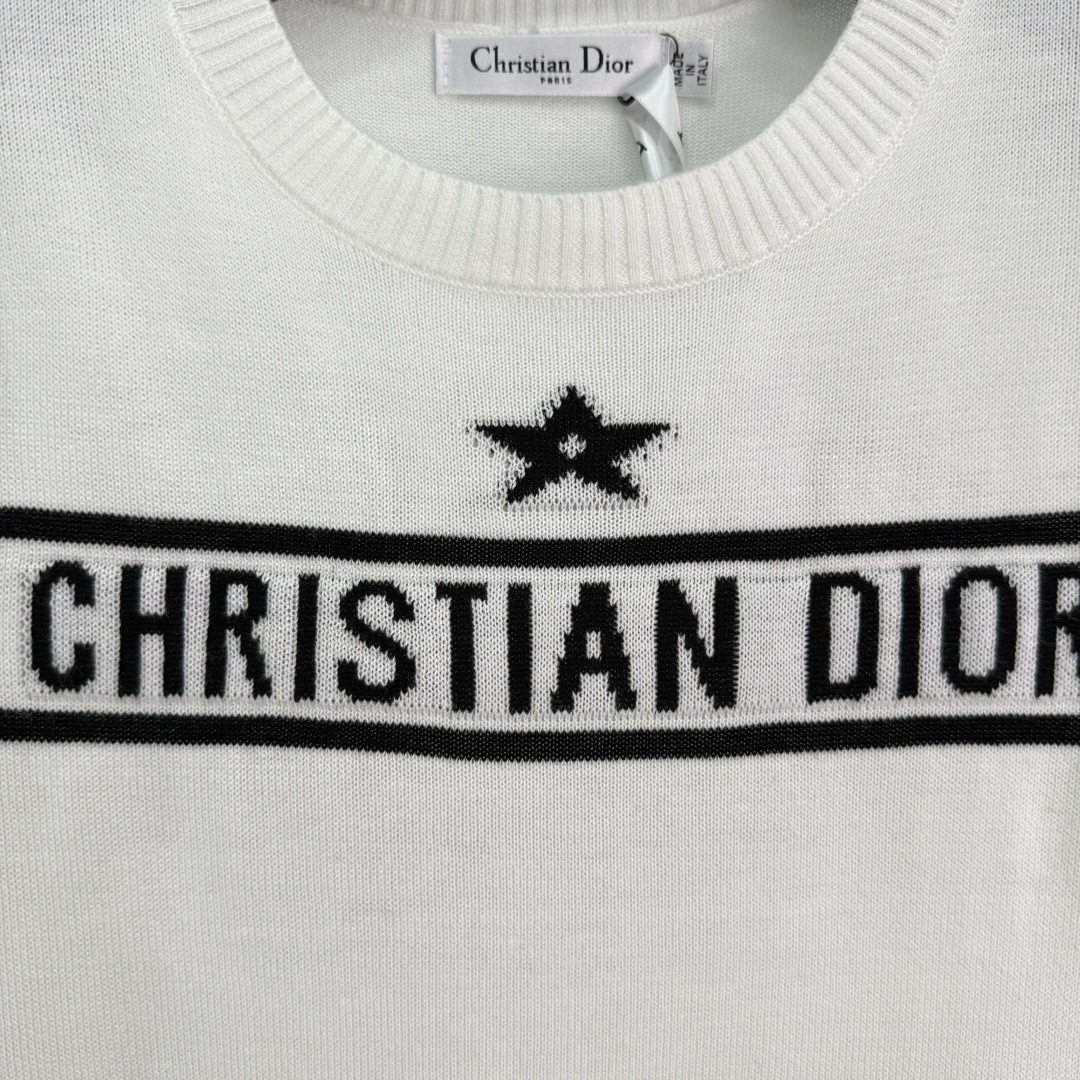 Christian Dior
PARIS
MADE
IN
ITALY
CHRISTIAN DIOR